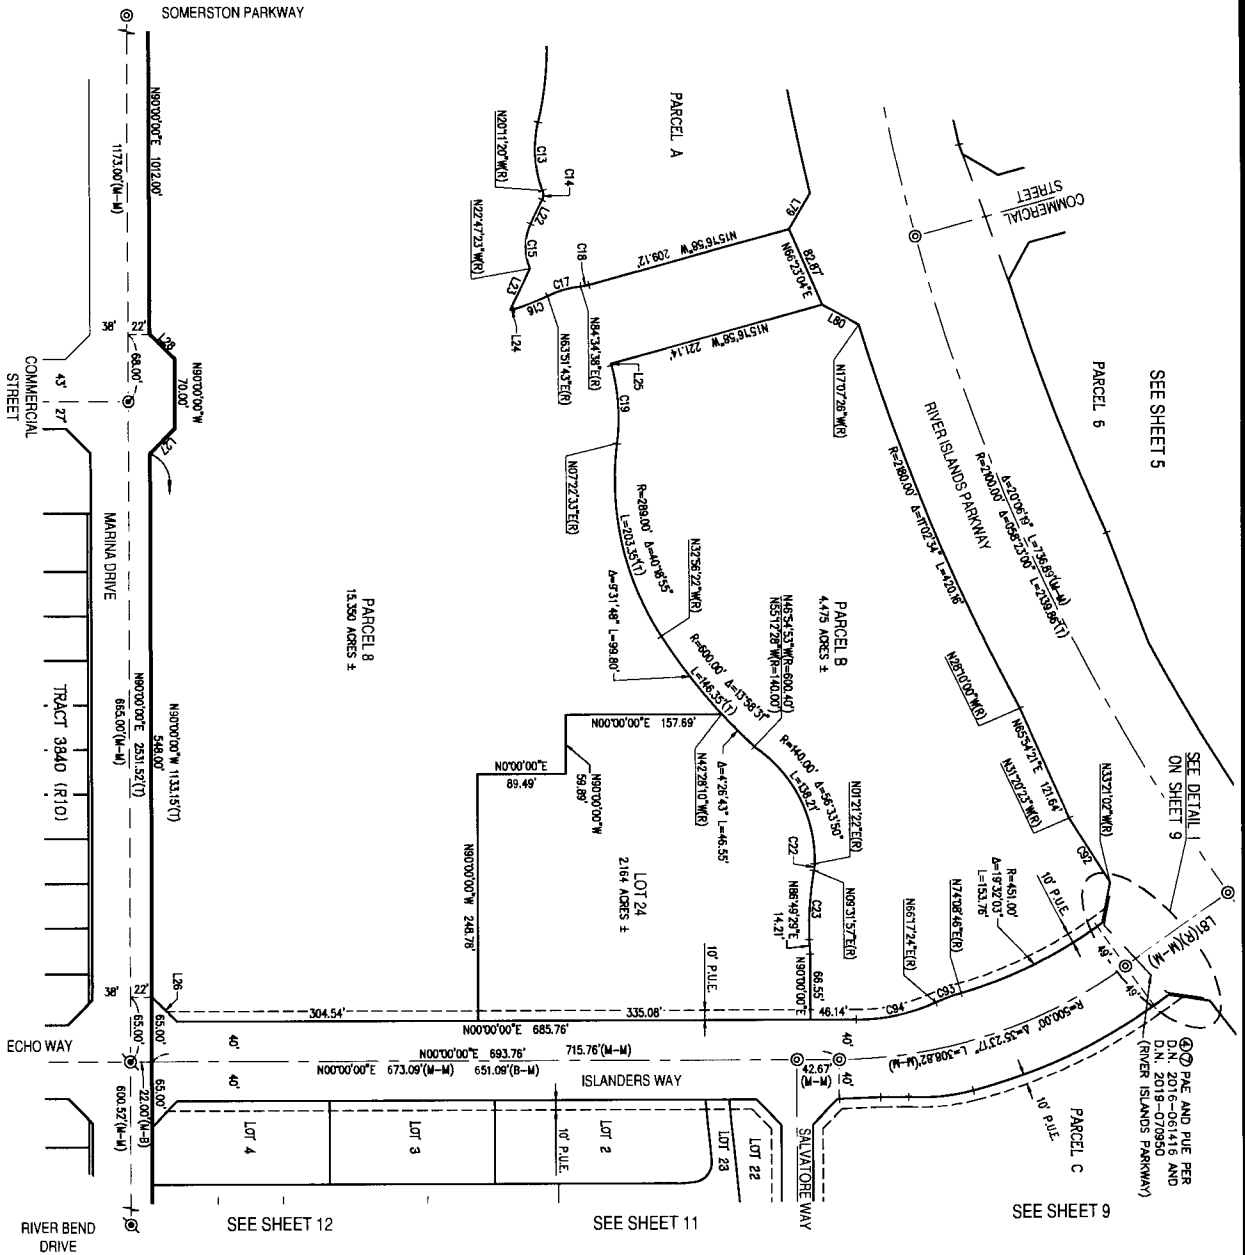 SOMERSTON PARKWAY
N90°00'00"E 1012.00'
1173.00'(M-M)
PARCEL A
N20°11'20"W(R)
C13
C14
L22
C15
N22°47'23"W(R)
L23
L24
C16
C17
C18
N63°51'43"E(R)
N84°34'38"E(R)
N15°16'58"W 209.12'
L79
82.87'
N66°23'04"E
L80
N15°16'58"W 221.14'
L25
C19
N07°22'33"E(R)
N17°07'26"W(R)
COMMERCIAL
STREET
SEE SHEET 5
PARCEL 6
RIVER ISLANDS PARKWAY
Δ=20°06'19" L=736.89'(M-M)
R=2100.00' Δ=058°23'00" L=2139.86'(T)
R=2180.00' Δ=11°02'34" L=420.16'
N28°10'00"W(R)
N65°54'21"E 121.64'
N31°20'23"W(R)
C92
N33°21'02"W(R)
SEE DETAIL 1
ON SHEET 9
L81(R)(M-M)
49'
49'
10' P.U.E.
R=451.00'
Δ=19°32'03"
L=153.76'
N74°08'46"E(R)
N66°17'24"E(R)
C93
C94
R=500.00' Δ=35°23'17" L=308.82'(M-M)
10' P.U.E.
PARCEL C
④⑦ PAE AND PUE PER
D.N. 2016-061416 AND
D.N. 2019-070950
(RIVER ISLANDS PARKWAY)
SEE SHEET 9
38'
22'
68.00'
L28
N90°00'00"W
70.00'
L27
43'
27'
COMMERCIAL
STREET
MARINA DRIVE
TRACT 3840 (R10)
N90°00'00"E 2531.52'(T)
665.00'(M-M)
N90°00'00"W 1133.15'(T)
548.00'
PARCEL 8
15.350 ACRES ±
R=289.00' Δ=40°18'55"
L=203.35'(T)
N32°56'22"W(R)
Δ=9°31'48" L=99.80'
R=600.00' Δ=13°58'31"
L=146.35'(T)
PARCEL B
4.475 ACRES ±
N46°54'53"W(R=600.40')
N55°12'28"W(R=140.00')
R=140.00' Δ=56°33'50"
L=138.21'
N01°21'22"E(R)
C22
N09°31'57"E(R)
C23
N86°49'29"E
14.21'
N90°00'00"E
66.55'
N00°00'00"E 157.69'
N42°28'10"W(R)
Δ=4°26'43" L=46.55'
N90°00'00"W
59.89'
N0°00'00"E
89.49'
N90°00'00"W 248.78'
LOT 24
2.164 ACRES ±
10' P.U.E.
L26
38'
22'
304.54'
335.08'
46.14'
N00°00'00"E 685.76'
40'
40'
ECHO WAY
65.00'
65.00'
N00°00'00"E 693.76'
715.76'(M-M)
N00°00'00"E 673.09'(M-M) 651.09'(B-M)
40'
40'
42.67'
(M-M)
ISLANDERS WAY
600.52'(M-M)
22.00'(M-B)
65.00'
LOT 4
LOT 3
LOT 2
10' P.U.E.
LOT 23
LOT 22
SALVATORE WAY
RIVER BEND
DRIVE
SEE SHEET 12
SEE SHEET 11